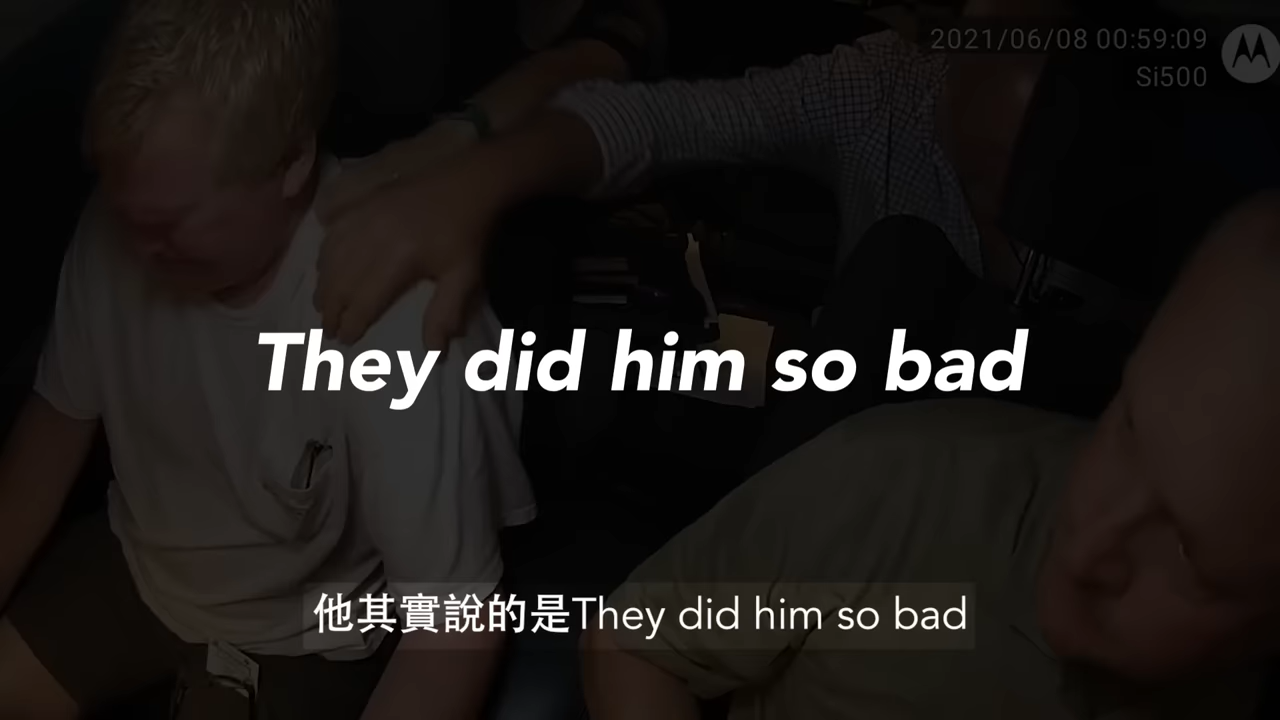 2021/06/08 00:59:09
Si500
They did him so bad
他其實說的是They did him so bad